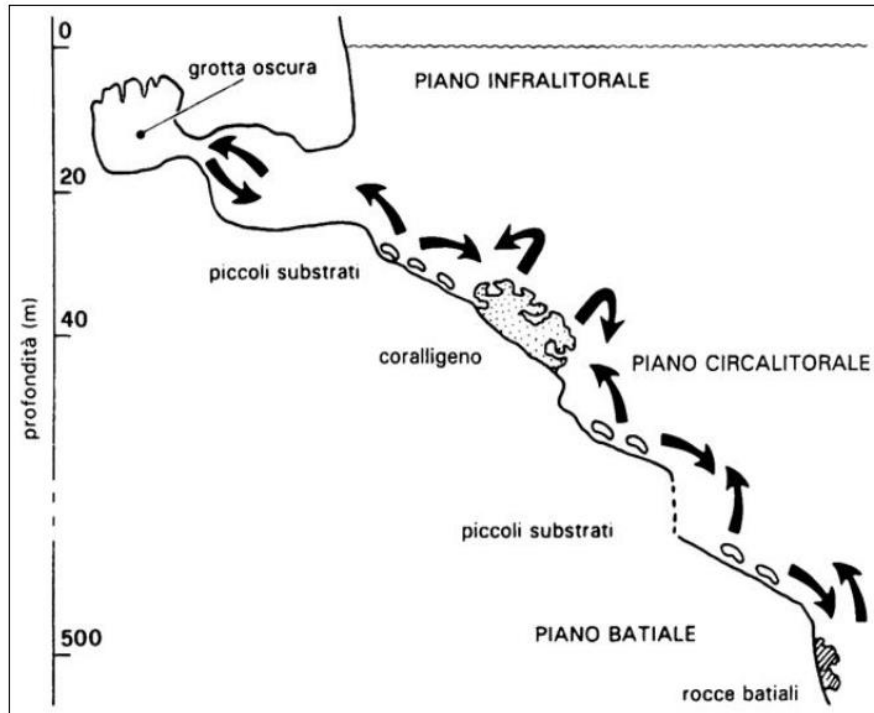 0
grotta oscura
PIANO INFRALITORALE
20
piccoli substrati
40
coralligeno
PIANO CIRCALITORALE
profondità (m)
piccoli substrati
PIANO BATIALE
500
rocce batiali